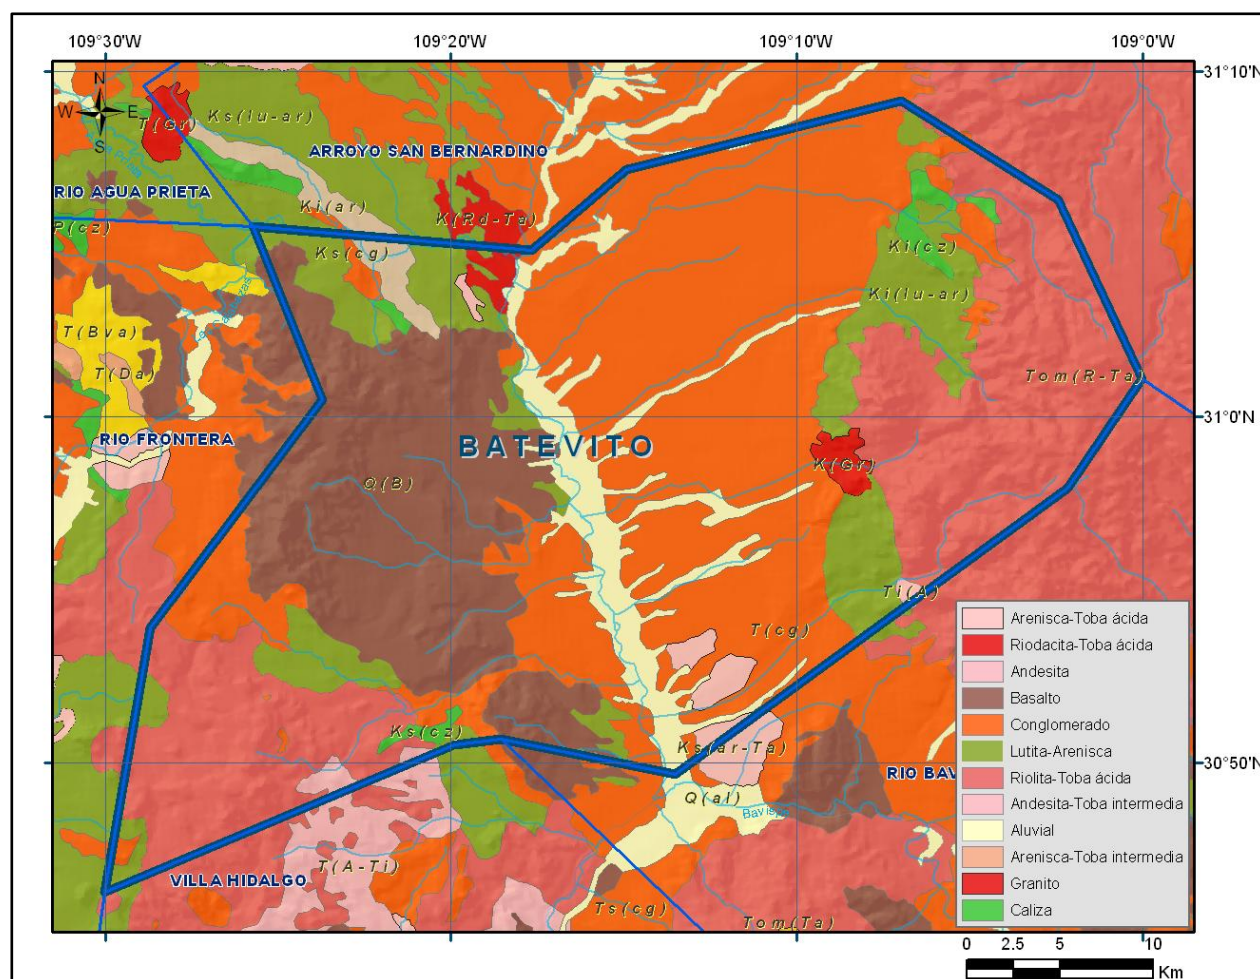 109°30'W 109°20'W 109°10'W 109°0'W
31°10'N
N
W E
S
T(Gr)
Ks(lu-ar)
ARROYO SAN BERNARDINO
RIO AGUA PRIETA
Ki(ar)
K(Rd-Ta)
P(cz)
Ks(cg)
Ki(cz)
Ki(lu-ar)
T(Bva)
T(Da)
Tom(R-Ta)
31°0'N
RIO FRONTERA
BATEVITO
K(Gr)
Q(B)
Ti(A)
T(cg)
Ks(cz)
Ks(ar-Ta)
30°50'N
RIO BAV
Q(al)
Bavispe
T(A-Ti)
VILLA HIDALGO
Ts(cg)
Tom(Ta)
Arenisca-Toba ácida
Riodacita-Toba ácida
Andesita
Basalto
Conglomerado
Lutita-Arenisca
Riolita-Toba ácida
Andesita-Toba intermedia
Aluvial
Arenisca-Toba intermedia
Granito
Caliza
0 2.5 5 10
Km